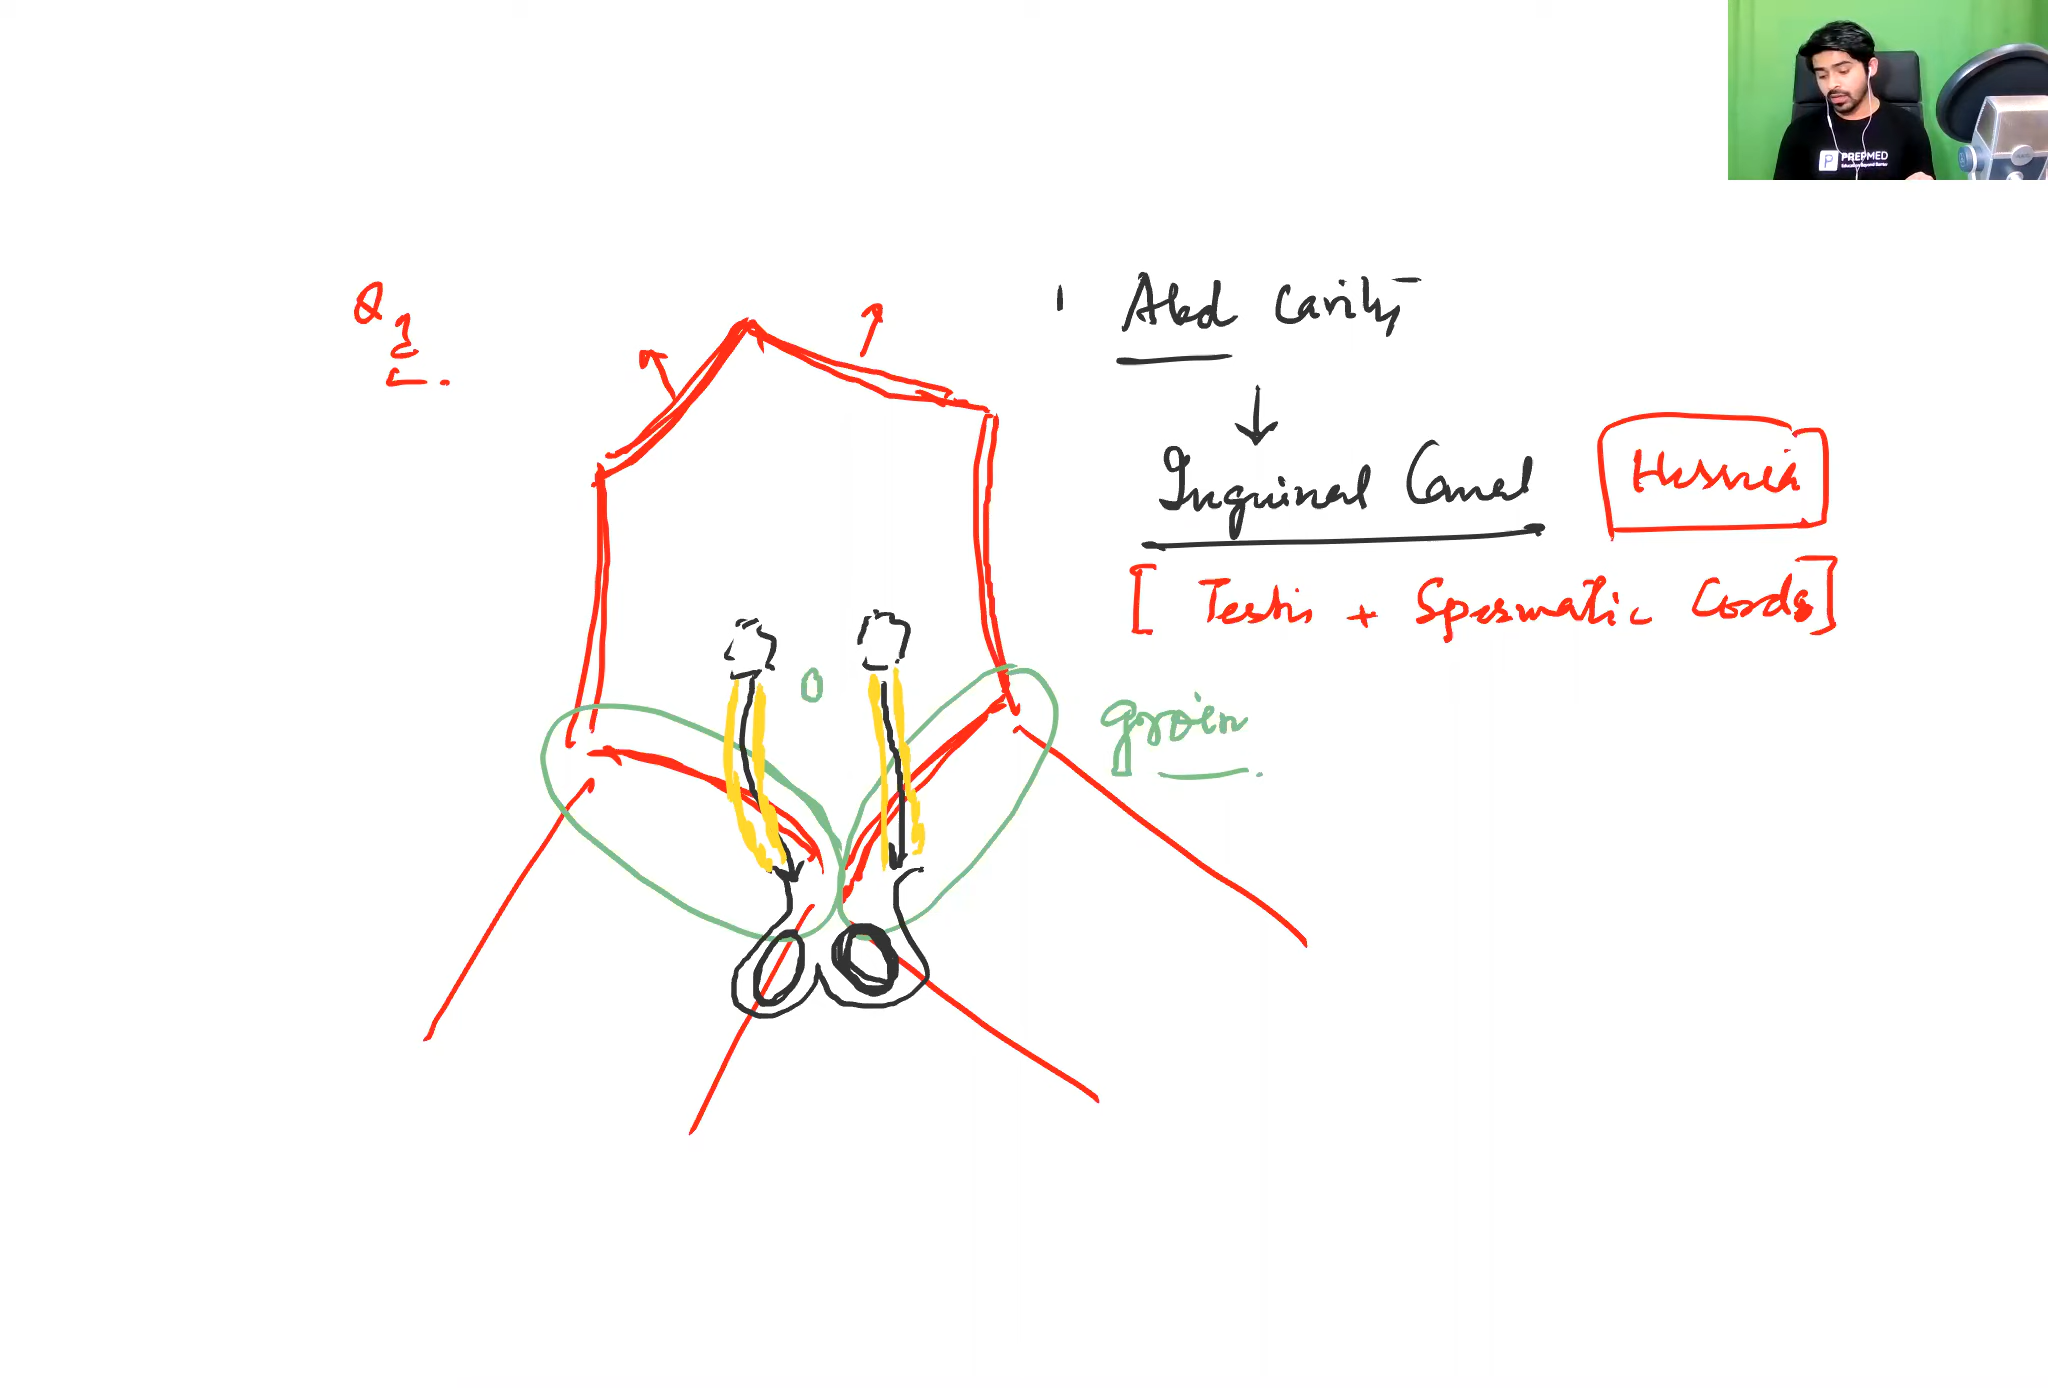 PREPMED
Abd Cavity
Inguinal Canal
Hernia
[ Testis + Spermatic Cords ]
groin